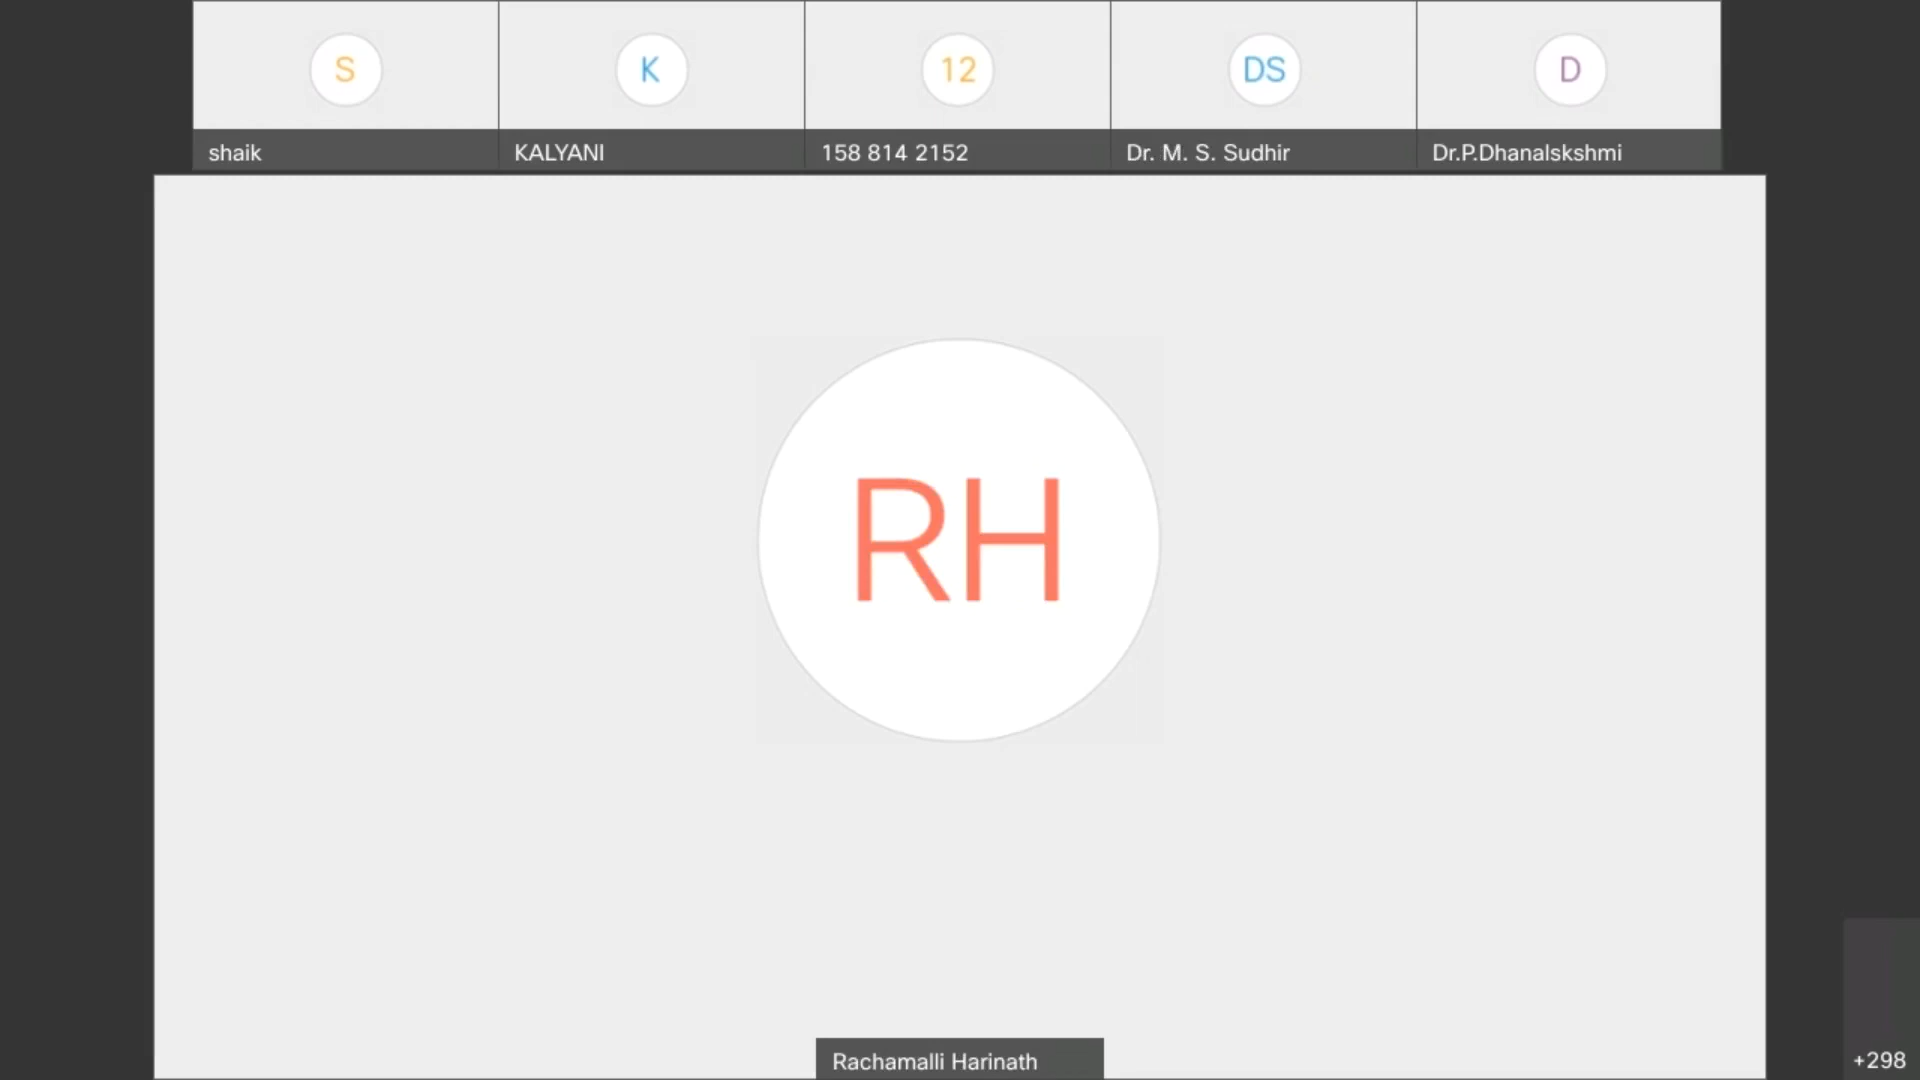 S
K
12
DS
D
shaik
KALYANI
158 814 2152
Dr. M. S. Sudhir
Dr.P.Dhanalskshmi
RH
Rachamalli Harinath
+298